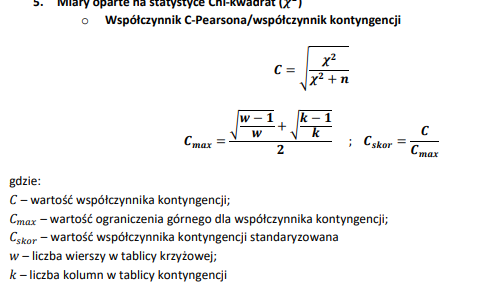 5. Miary oparte na statystyce Chi-kwadrat (χ²)
o Współczynnik C-Pearsona/współczynnik kontyngencji
C = √(χ² / (χ² + n))
C_max = (√((w − 1) / w) + √((k − 1) / k)) / 2 ; C_skor = C / C_max
gdzie:
C – wartość współczynnika kontyngencji;
C_max – wartość ograniczenia górnego dla współczynnika kontyngencji;
C_skor – wartość współczynnika kontyngencji standaryzowana
w – liczba wierszy w tablicy krzyżowej;
k – liczba kolumn w tablicy kontyngencji